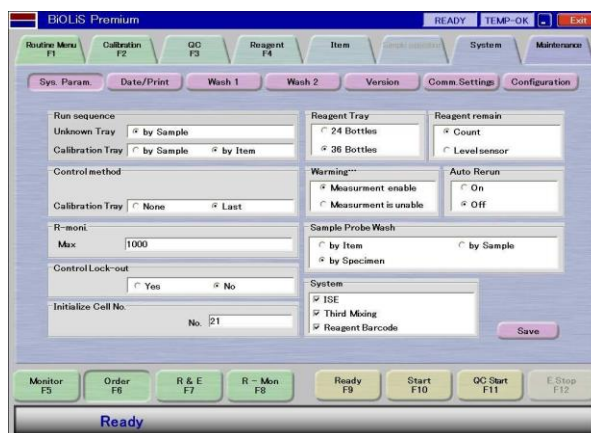 BiOLiS Premium READY TEMP-OK Exit
Routine Menu F1 Calibration F2 QC F3 Reagent F4 Item System Maintenance
Sys. Param. Date/Print Wash 1 Wash 2 Version Comm.Settings Configuration
Run sequence
Unknown Tray by Sample
Calibration Tray by Sample by Item
Control method
Calibration Tray None Last
R-moni.
Max 1000
Control Lock-out
Yes No
Initialize Cell No.
No. 21
Reagent Tray
24 Bottles
36 Bottles
Reagent remain
Count
Level sensor
Warming...
Measurment enable
Measurment is unable
Auto Rerun
On
Off
Sample Probe Wash
by Item by Sample
by Specimen
System
ISE
Third Mixing
Reagent Barcode
Save
Monitor F5 Order F6 R & E F7 R - Mon F8 Ready F9 Start F10 QC Start F11 E.Stop F12
Ready